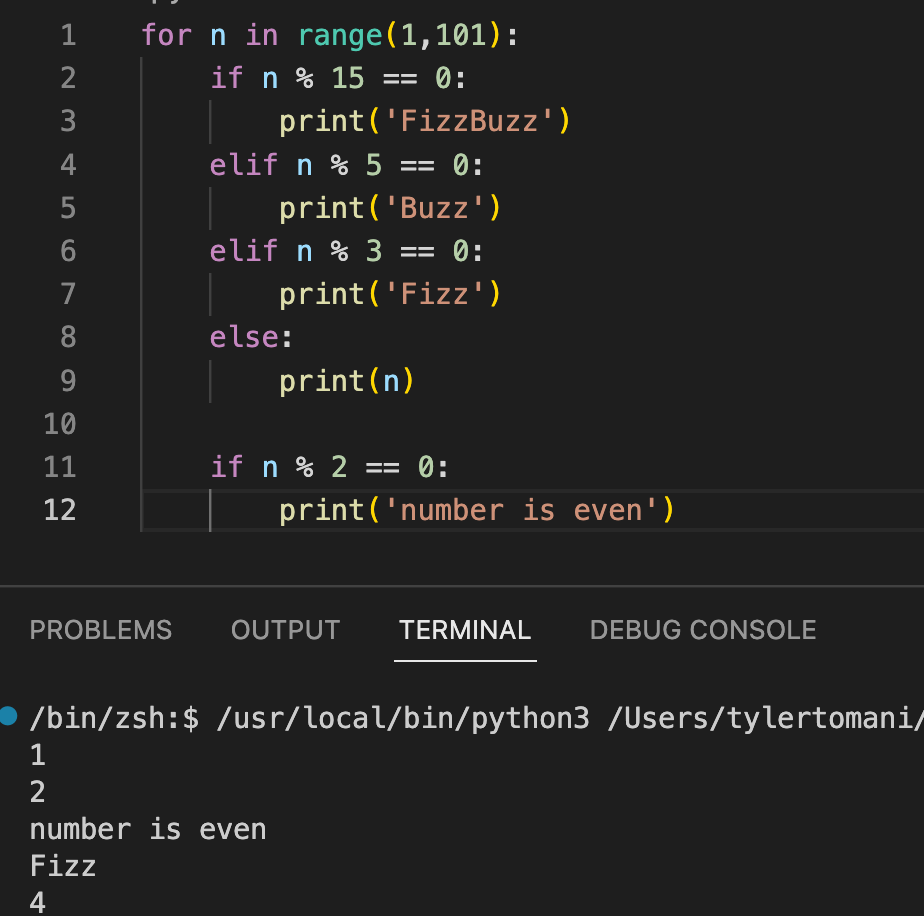 1 for n in range(1,101):
2     if n % 15 == 0:
3         print('FizzBuzz')
4     elif n % 5 == 0:
5         print('Buzz')
6     elif n % 3 == 0:
7         print('Fizz')
8     else:
9         print(n)
10
11     if n % 2 == 0:
12         print('number is even')
PROBLEMS OUTPUT TERMINAL DEBUG CONSOLE
/bin/zsh:$ /usr/local/bin/python3 /Users/tylertomani/
1
2
number is even
Fizz
4